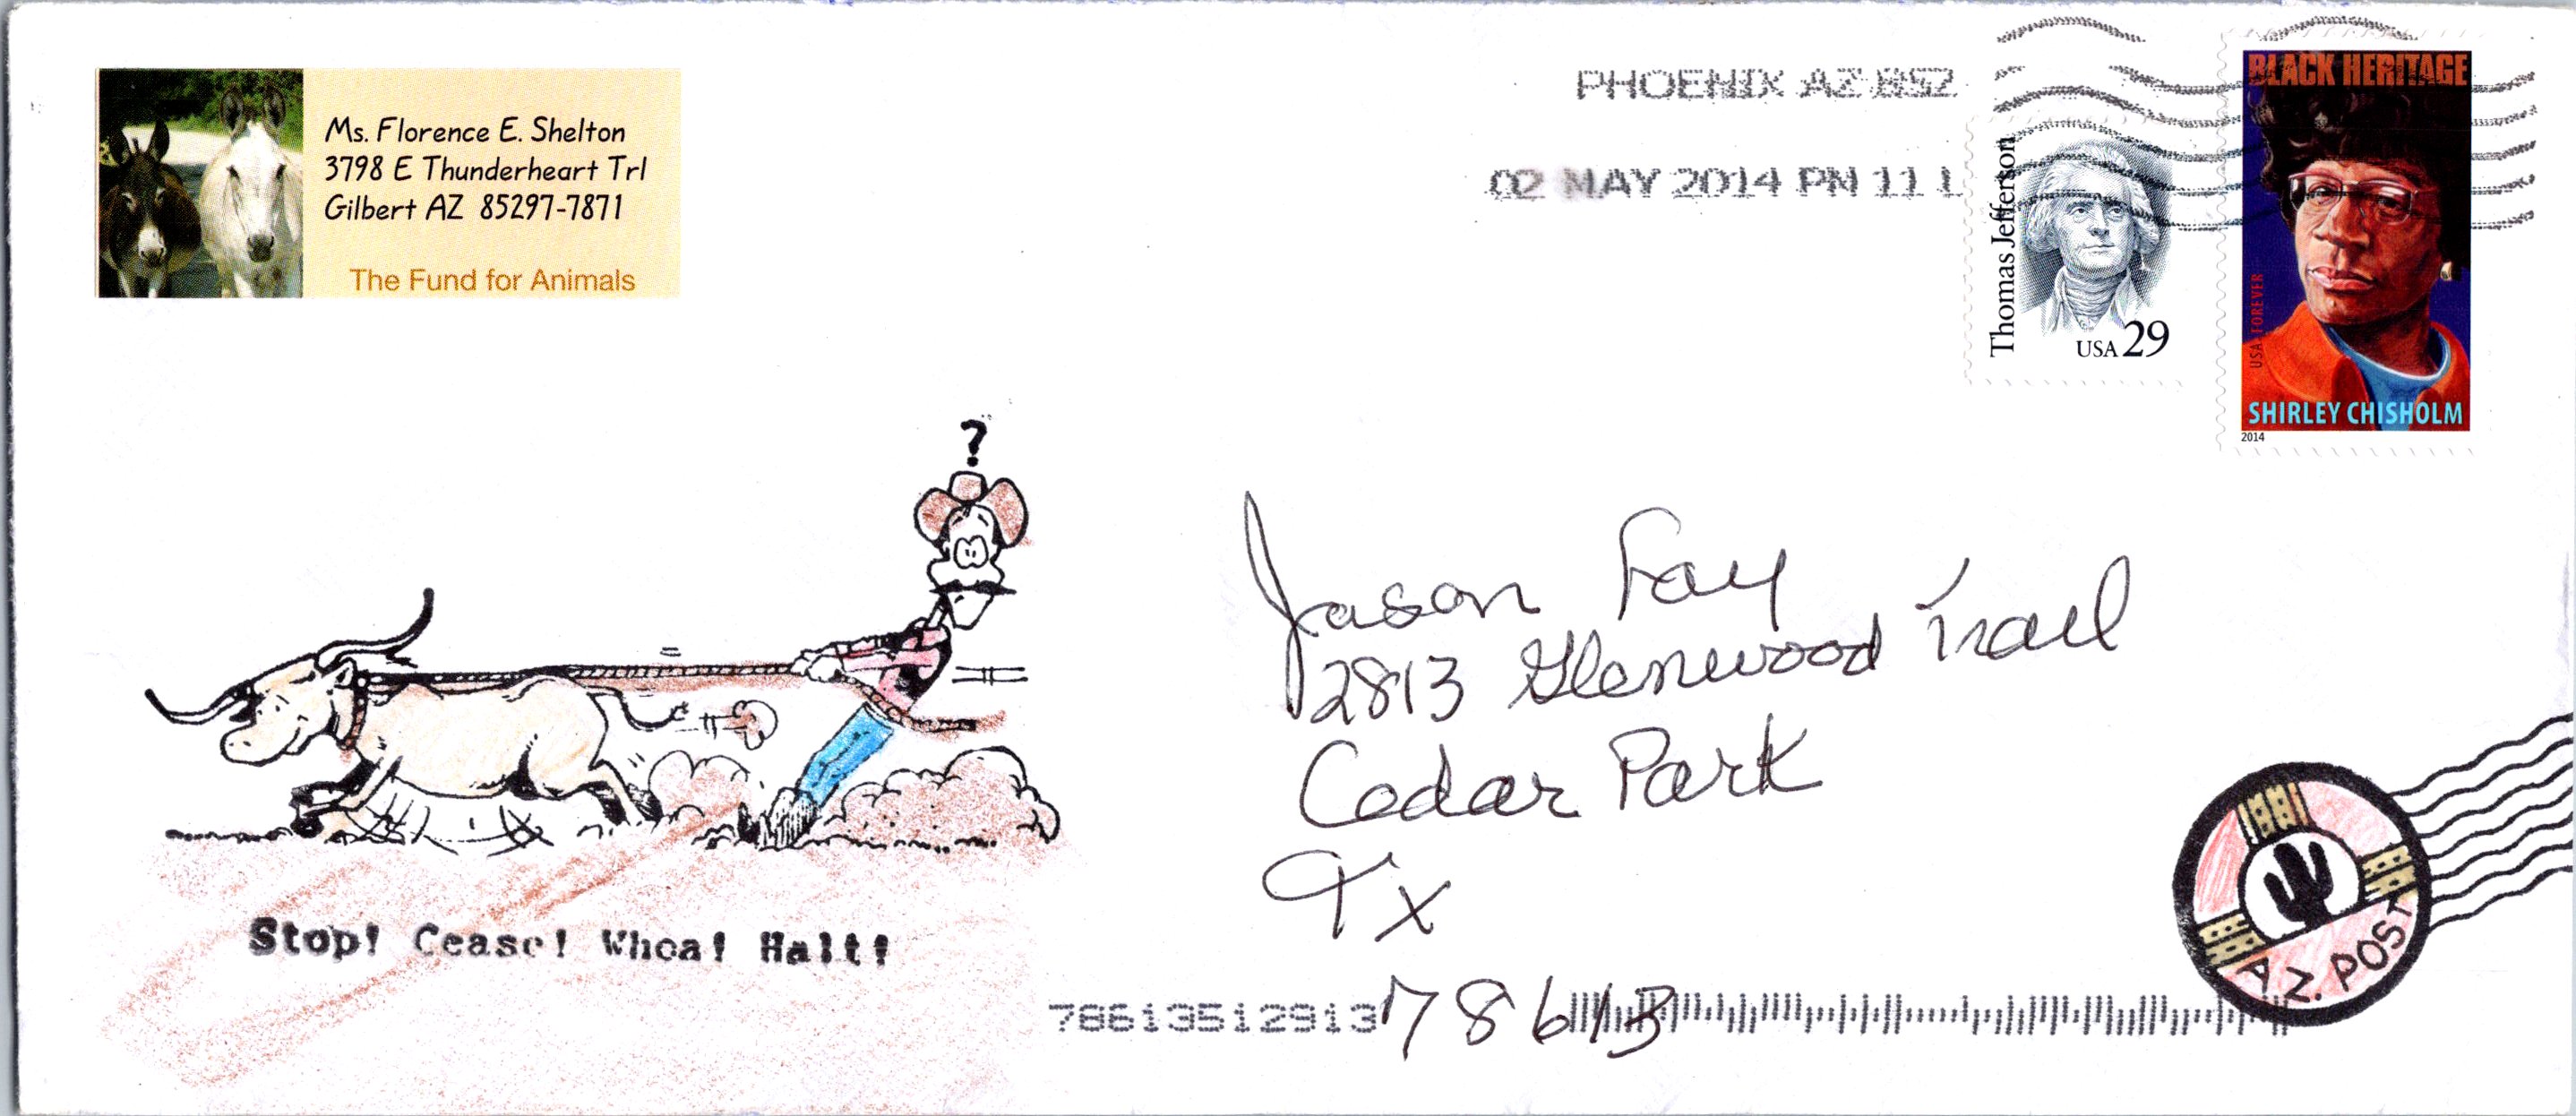 Ms. Florence E. Shelton
3798 E Thunderheart Trl
Gilbert AZ 85297-7871
The Fund for Animals
PHOENIX AZ 852
02 MAY 2014 PM 11 L
Thomas Jefferson
USA 29
BLACK HERITAGE
USA FOREVER
SHIRLEY CHISHOLM
2014
?
Jason Fay
2813 Glenwood Trail
Cedar Park
Tx
78613
Stop! Cease! Whoa! Halt!
78613512913
A.Z. POST